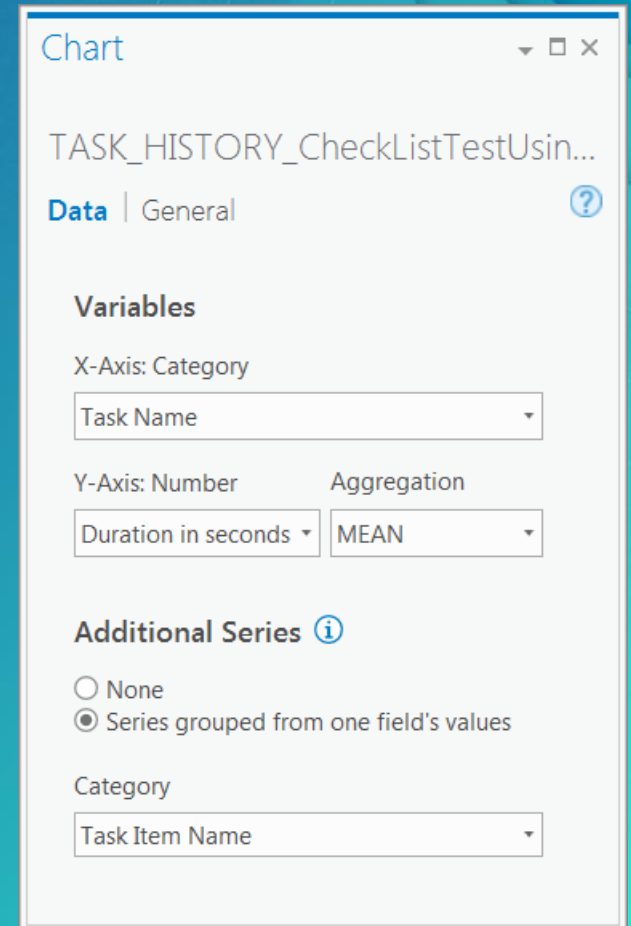 Chart
TASK_HISTORY_CheckListTestUsin...
Data | General
?
Variables
X-Axis: Category
Task Name
Y-Axis: Number Aggregation
Duration in seconds MEAN
Additional Series i
None
Series grouped from one field's values
Category
Task Item Name